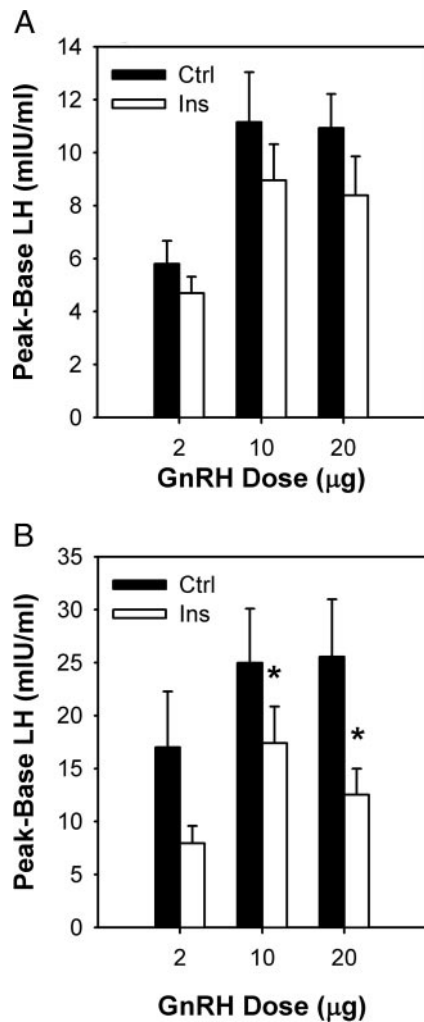 A
14
12
10
8
6
4
2
0
Peak-Base LH (mIU/ml)
Ctrl
Ins
2 10 20
GnRH Dose (μg)
B
35
30
25
20
15
10
5
0
Peak-Base LH (mIU/ml)
Ctrl
Ins
*
*
2 10 20
GnRH Dose (μg)